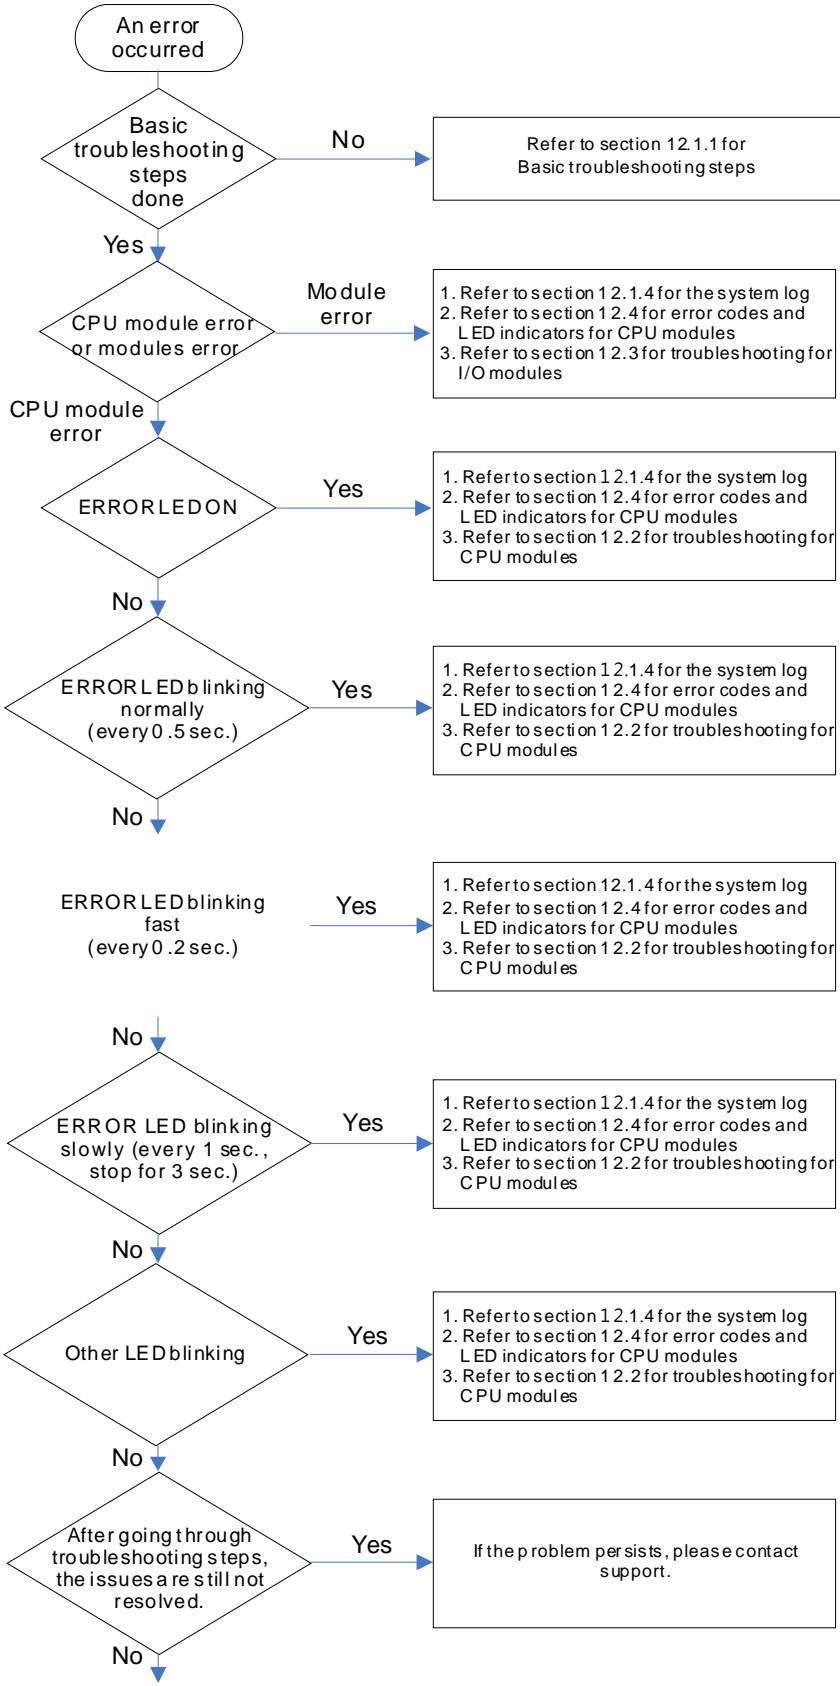 An error
occurred
Basic
troubleshooting
steps
done
No
Refer to section 12.1.1 for
Basic troubleshooting steps
Yes
CPU module error
or modules error
Module
error
1. Refer to section 12.1.4 for the system log
2. Refer to section 12.4 for error codes and
LED indicators for CPU modules
3. Refer to section 12.3 for troubleshooting for
I/O modules
CPU module
error
ERROR LED ON
Yes
1. Refer to section 12.1.4 for the system log
2. Refer to section 12.4 for error codes and
LED indicators for CPU modules
3. Refer to section 12.2 for troubleshooting for
CPU modules
No
ERROR LED blinking
normally
(every 0.5 sec.)
Yes
1. Refer to section 12.1.4 for the system log
2. Refer to section 12.4 for error codes and
LED indicators for CPU modules
3. Refer to section 12.2 for troubleshooting for
CPU modules
No
ERROR LED blinking
fast
(every 0.2 sec.)
Yes
1. Refer to section 12.1.4 for the system log
2. Refer to section 12.4 for error codes and
LED indicators for CPU modules
3. Refer to section 12.2 for troubleshooting for
CPU modules
No
ERROR LED blinking
slowly (every 1 sec.,
stop for 3 sec.)
Yes
1. Refer to section 12.1.4 for the system log
2. Refer to section 12.4 for error codes and
LED indicators for CPU modules
3. Refer to section 12.2 for troubleshooting for
CPU modules
No
Other LED blinking
Yes
1. Refer to section 12.1.4 for the system log
2. Refer to section 12.4 for error codes and
LED indicators for CPU modules
3. Refer to section 12.2 for troubleshooting for
CPU modules
No
After going through
troubleshooting steps,
the issues are still not
resolved.
Yes
If the problem persists, please contact
support.
No